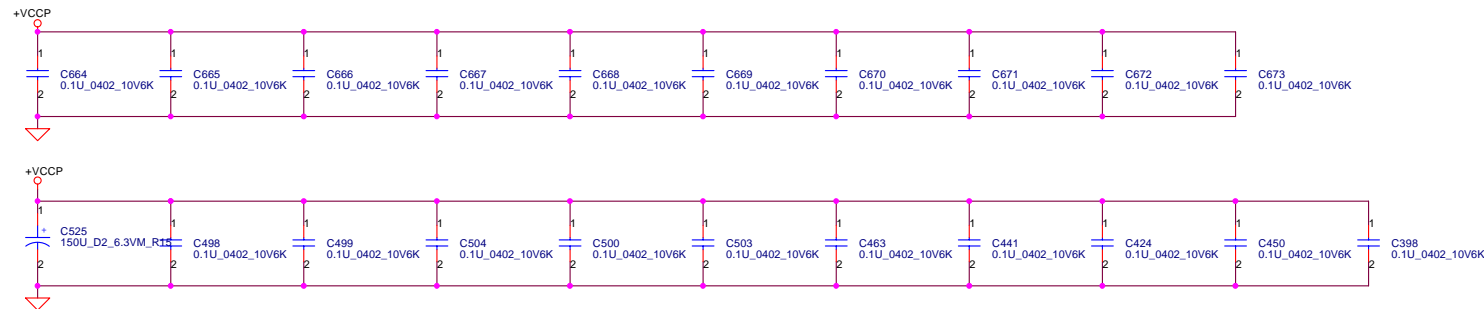 +VCCP
1 1 1 1 1 1 1 1 1 1
C664 C665 C666 C667 C668 C669 C670 C671 C672 C673
0.1U_0402_10V6K 0.1U_0402_10V6K 0.1U_0402_10V6K 0.1U_0402_10V6K 0.1U_0402_10V6K 0.1U_0402_10V6K 0.1U_0402_10V6K 0.1U_0402_10V6K 0.1U_0402_10V6K 0.1U_0402_10V6K
2 2 2 2 2 2 2 2 2 2
+VCCP
1 1 1 1 1 1 1 1 1 1 1
+ C525 C498 C499 C504 C500 C503 C463 C441 C424 C450 C398
150U_D2_6.3VM_R15 0.1U_0402_10V6K 0.1U_0402_10V6K 0.1U_0402_10V6K 0.1U_0402_10V6K 0.1U_0402_10V6K 0.1U_0402_10V6K 0.1U_0402_10V6K 0.1U_0402_10V6K 0.1U_0402_10V6K 0.1U_0402_10V6K
2 2 2 2 2 2 2 2 2 2 2